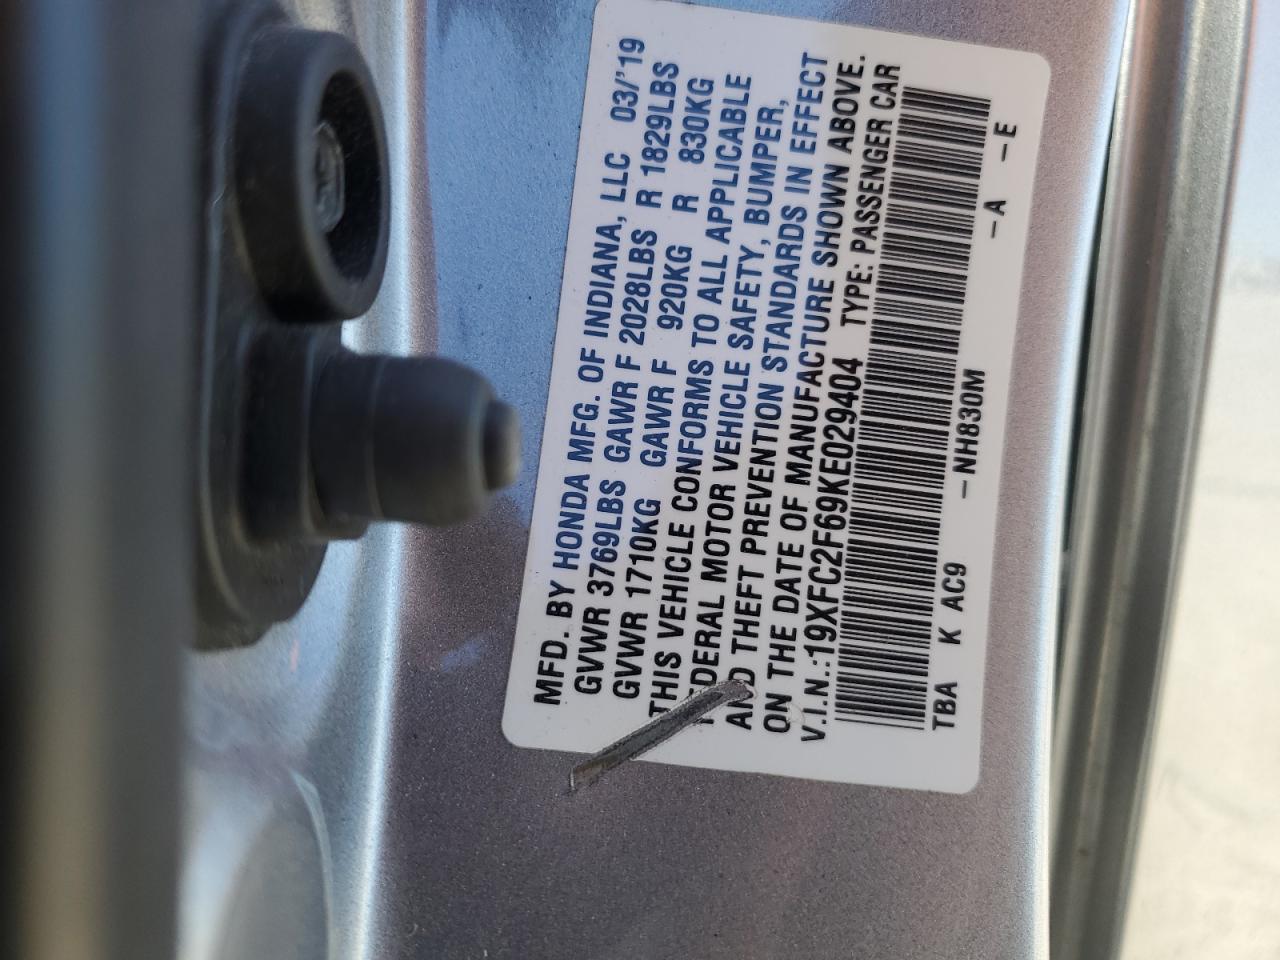 MFD. BY HONDA MFG. OF INDIANA, LLC 03/'19
GVWR 3769LBS GAWR F 2028LBS R 1829LBS
GVWR 1710KG GAWR F 920KG R 830KG
THIS VEHICLE CONFORMS TO ALL APPLICABLE
FEDERAL MOTOR VEHICLE SAFETY, BUMPER,
AND THEFT PREVENTION STANDARDS IN EFFECT
ON THE DATE OF MANUFACTURE SHOWN ABOVE.
V.I.N.:19XFC2F69KE029404 TYPE: PASSENGER CAR
TBA K AC9 –NH830M –A –E